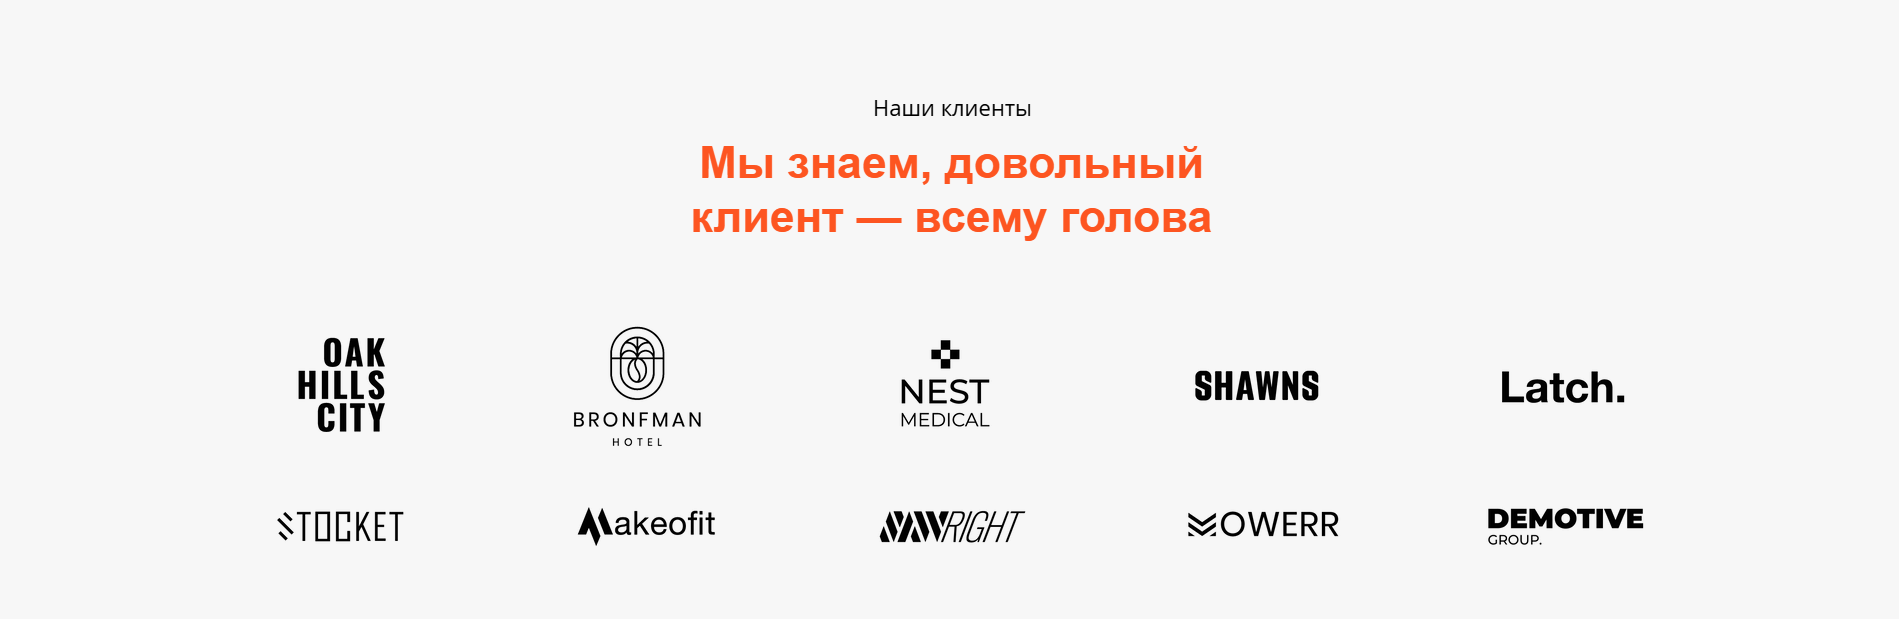 Наши клиенты
Мы знаем, довольный
клиент — всему голова
OAK
HILLS
CITY
BRONFMAN
HOTEL
NEST
MEDICAL
SHAWNS
Latch.
STOCKET
Makeofit
SAWRIGHT
MOWERR
DEMOTIVE
GROUP.